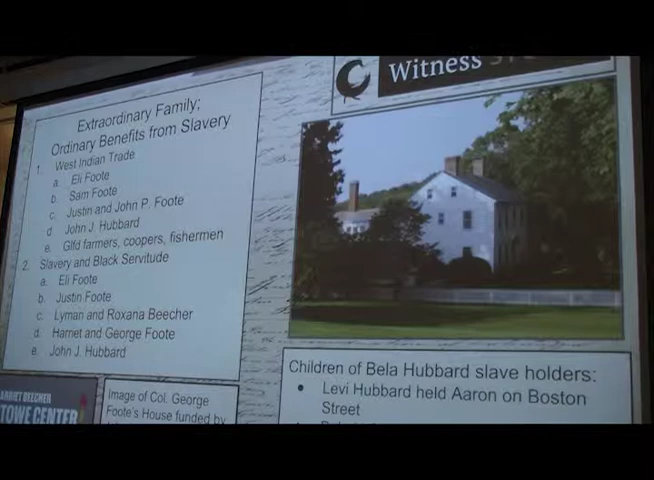 Extraordinary Family;
Ordinary Benefits from Slavery
1. West Indian Trade
a. Eli Foote
b. Sam Foote
c. Justin and John P. Foote
d John J. Hubbard
e. Glfd farmers, coopers, fishermen
2. Slavery and Black Servitude
a. Eli Foote
b. Justin Foote
c. Lyman and Roxana Beecher
d. Harriet and George Foote
e. John J. Hubbard
Witness
Children of Bela Hubbard slave holders:
• Levi Hubbard held Aaron on Boston
Street
BEECHER
TOWE CENTER
Image of Col. George
Foote's House funded by